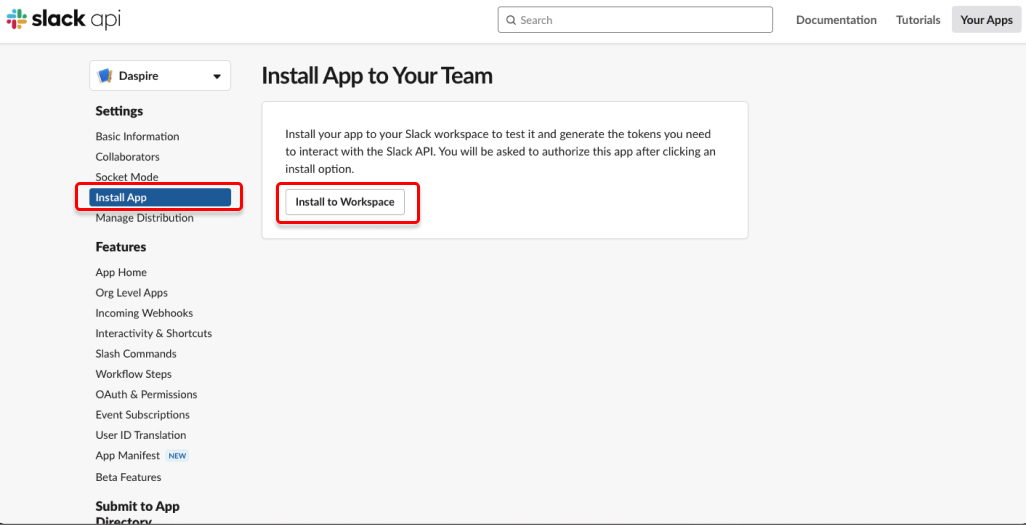 slack api
Search
Documentation
Tutorials
Your Apps
Daspire
Settings
Basic Information
Collaborators
Socket Mode
Install App
Manage Distribution
Features
App Home
Org Level Apps
Incoming Webhooks
Interactivity & Shortcuts
Slash Commands
Workflow Steps
OAuth & Permissions
Event Subscriptions
User ID Translation
App Manifest NEW
Beta Features
Submit to App
Directory
Install App to Your Team
Install your app to your Slack workspace to test it and generate the tokens you need
to interact with the Slack API. You will be asked to authorize this app after clicking an
install option.
Install to Workspace